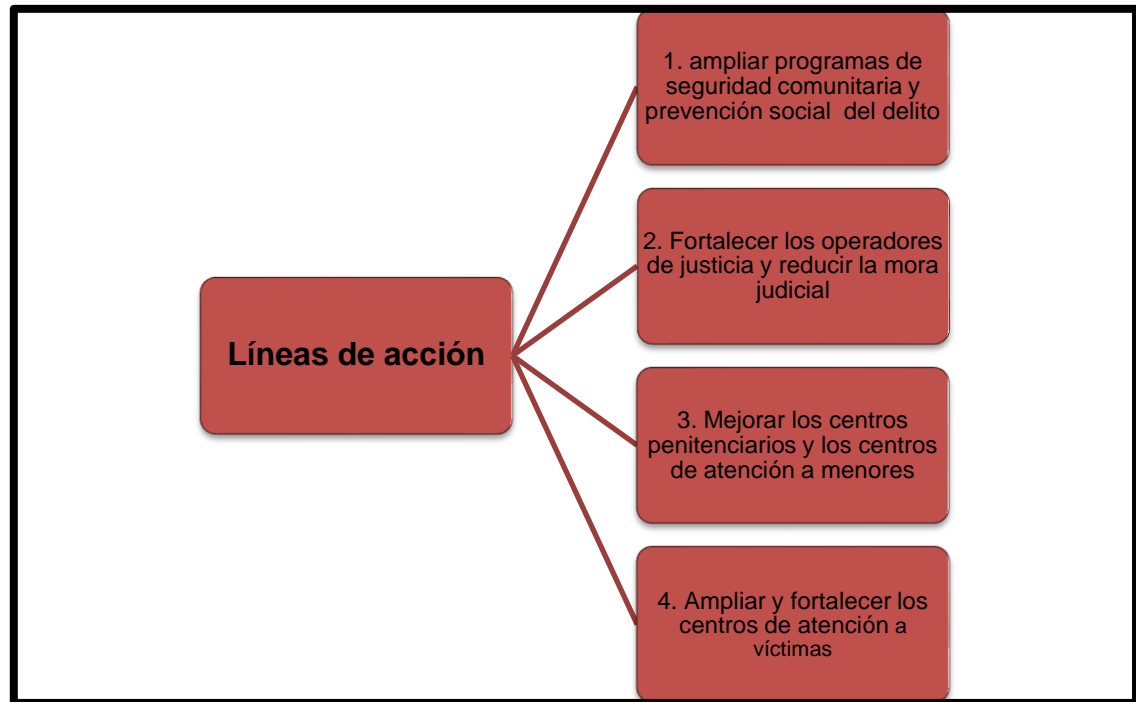 Líneas de acción
1. ampliar programas de
seguridad comunitaria y
prevención social del delito
2. Fortalecer los operadores
de justicia y reducir la mora
judicial
3. Mejorar los centros
penitenciarios y los centros
de atención a menores
4. Ampliar y fortalecer los
centros de atención a
víctimas